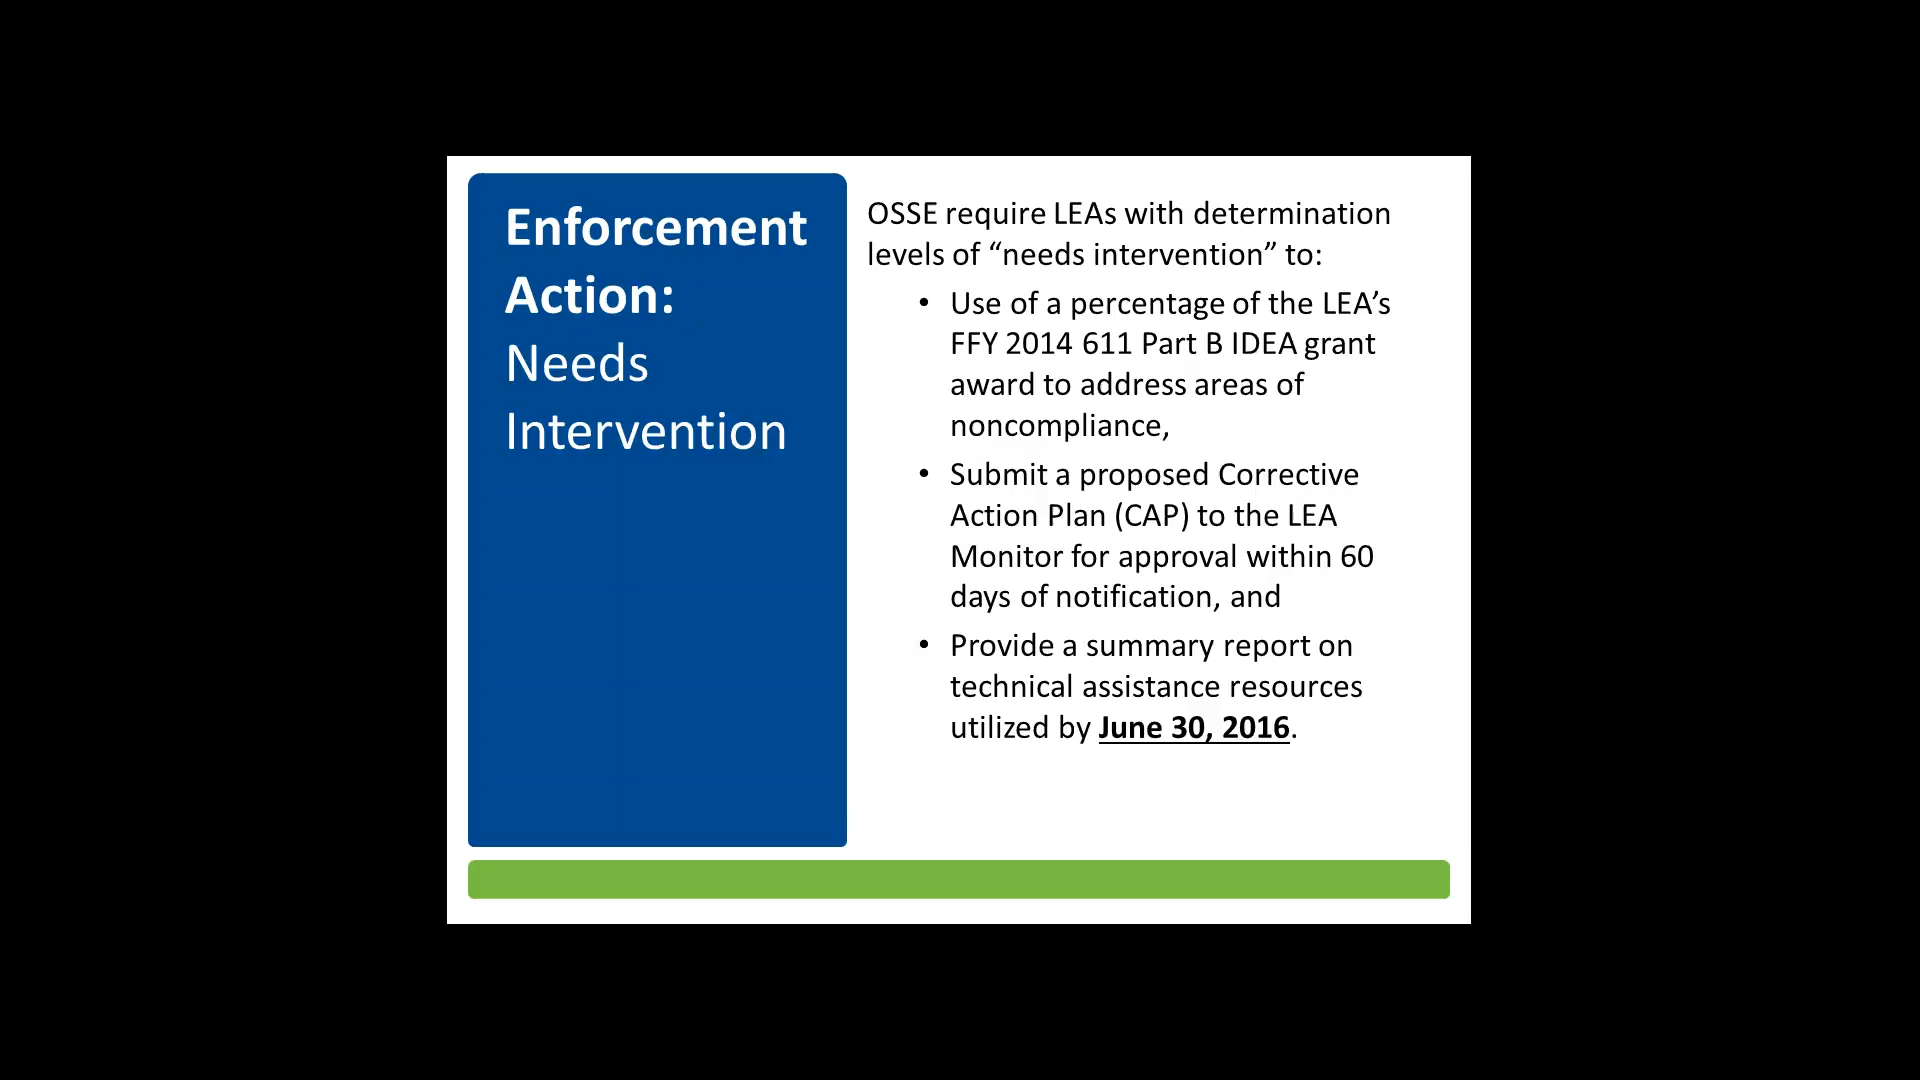 Enforcement
Action:
Needs
Intervention
OSSE require LEAs with determination
levels of “needs intervention” to:
• Use of a percentage of the LEA’s
FFY 2014 611 Part B IDEA grant
award to address areas of
noncompliance,
• Submit a proposed Corrective
Action Plan (CAP) to the LEA
Monitor for approval within 60
days of notification, and
• Provide a summary report on
technical assistance resources
utilized by June 30, 2016.